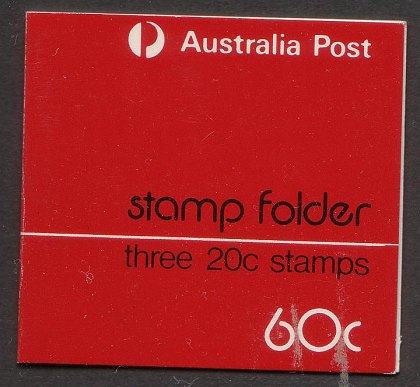 Australia Post
stamp folder
three 20c stamps
60c